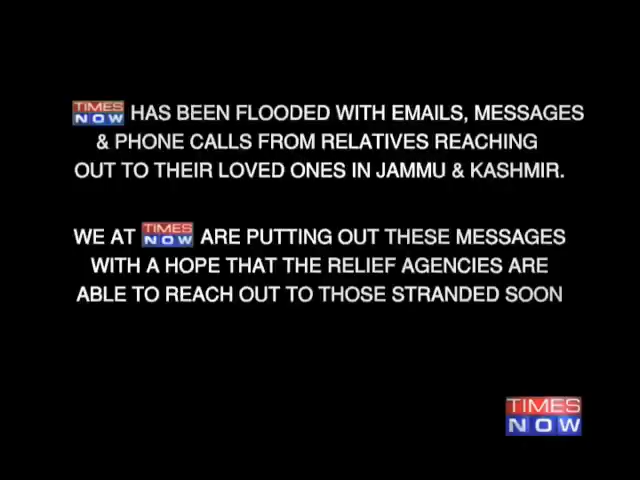 TIMES NOW HAS BEEN FLOODED WITH EMAILS, MESSAGES
& PHONE CALLS FROM RELATIVES REACHING
OUT TO THEIR LOVED ONES IN JAMMU & KASHMIR.
WE AT TIMES NOW ARE PUTTING OUT THESE MESSAGES
WITH A HOPE THAT THE RELIEF AGENCIES ARE
ABLE TO REACH OUT TO THOSE STRANDED SOON
TIMES
NOW